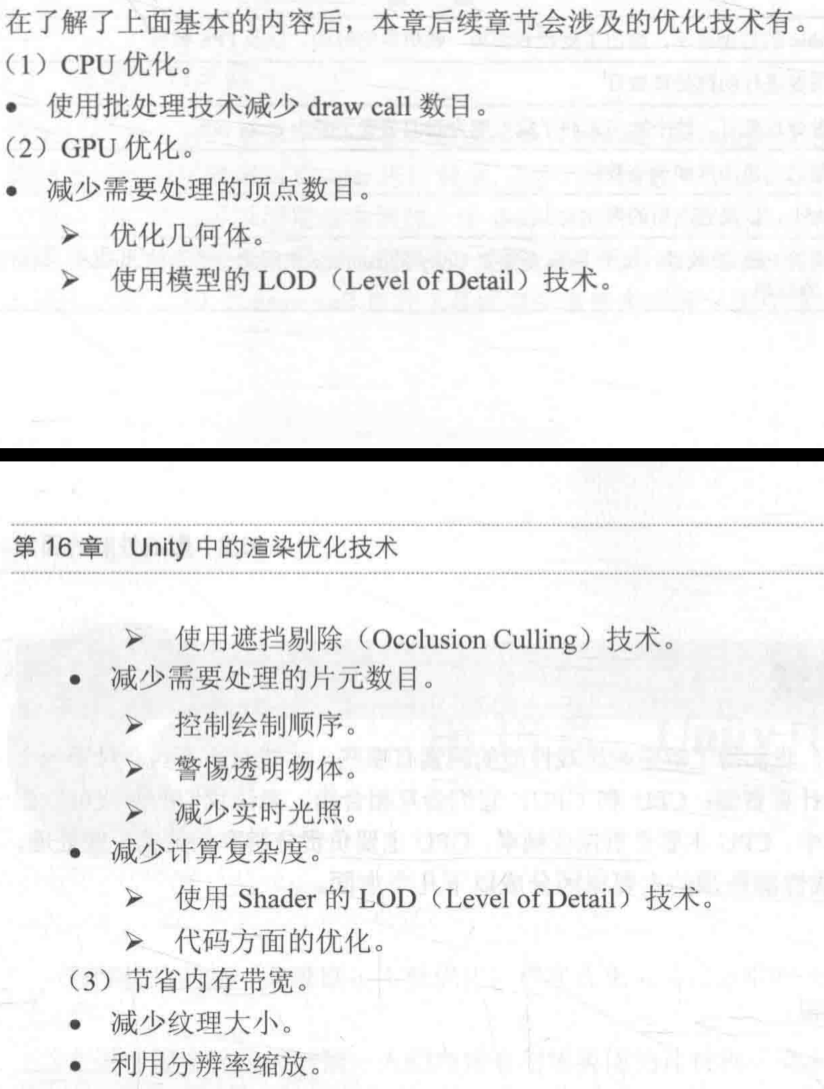 在了解了上面基本的内容后，本章后续章节会涉及的优化技术有。
（1）CPU 优化。
● 使用批处理技术减少 draw call 数目。
（2）GPU 优化。
● 减少需要处理的顶点数目。
➢ 优化几何体。
➢ 使用模型的 LOD（Level of Detail）技术。
第 16 章 Unity 中的渲染优化技术
➢ 使用遮挡剔除（Occlusion Culling）技术。
● 减少需要处理的片元数目。
➢ 控制绘制顺序。
➢ 警惕透明物体。
➢ 减少实时光照。
● 减少计算复杂度。
➢ 使用 Shader 的 LOD（Level of Detail）技术。
➢ 代码方面的优化。
（3）节省内存带宽。
● 减少纹理大小。
● 利用分辨率缩放。